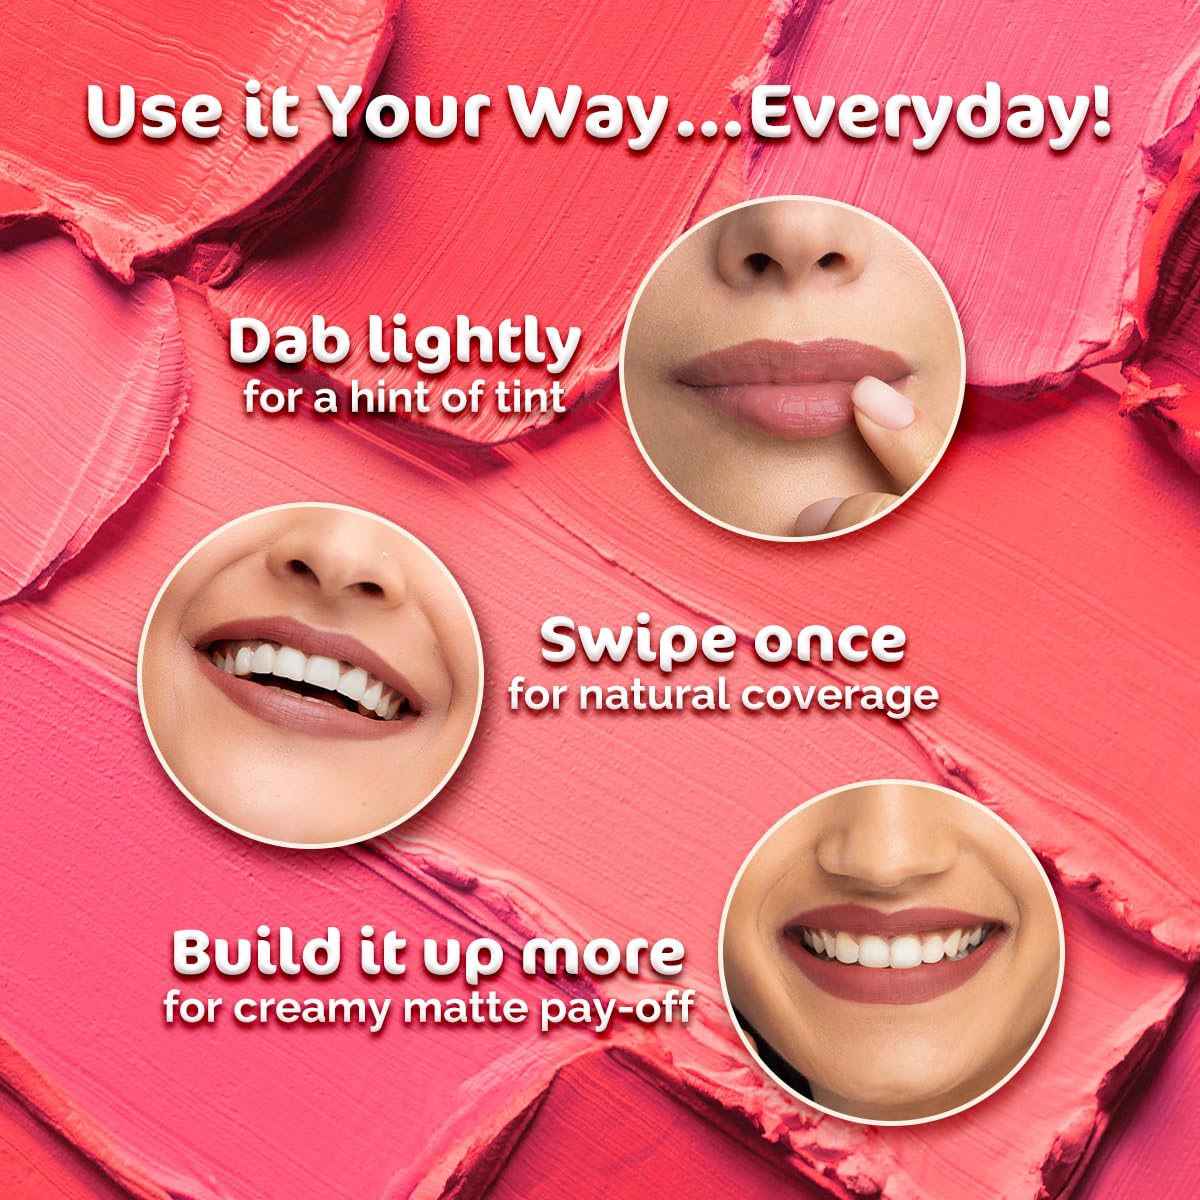 Use it Your Way...Everyday!
Dab lightly
for a hint of tint
Swipe once
for natural coverage
Build it up more
for creamy matte pay-off